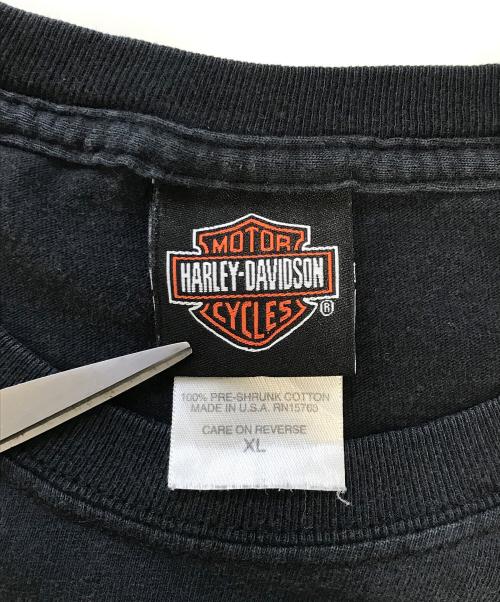 MOTOR
HARLEY-DAVIDSON
CYCLES
®
100% PRE-SHRUNK COTTON
MADE IN U.S.A. RN15763
CARE ON REVERSE
XL